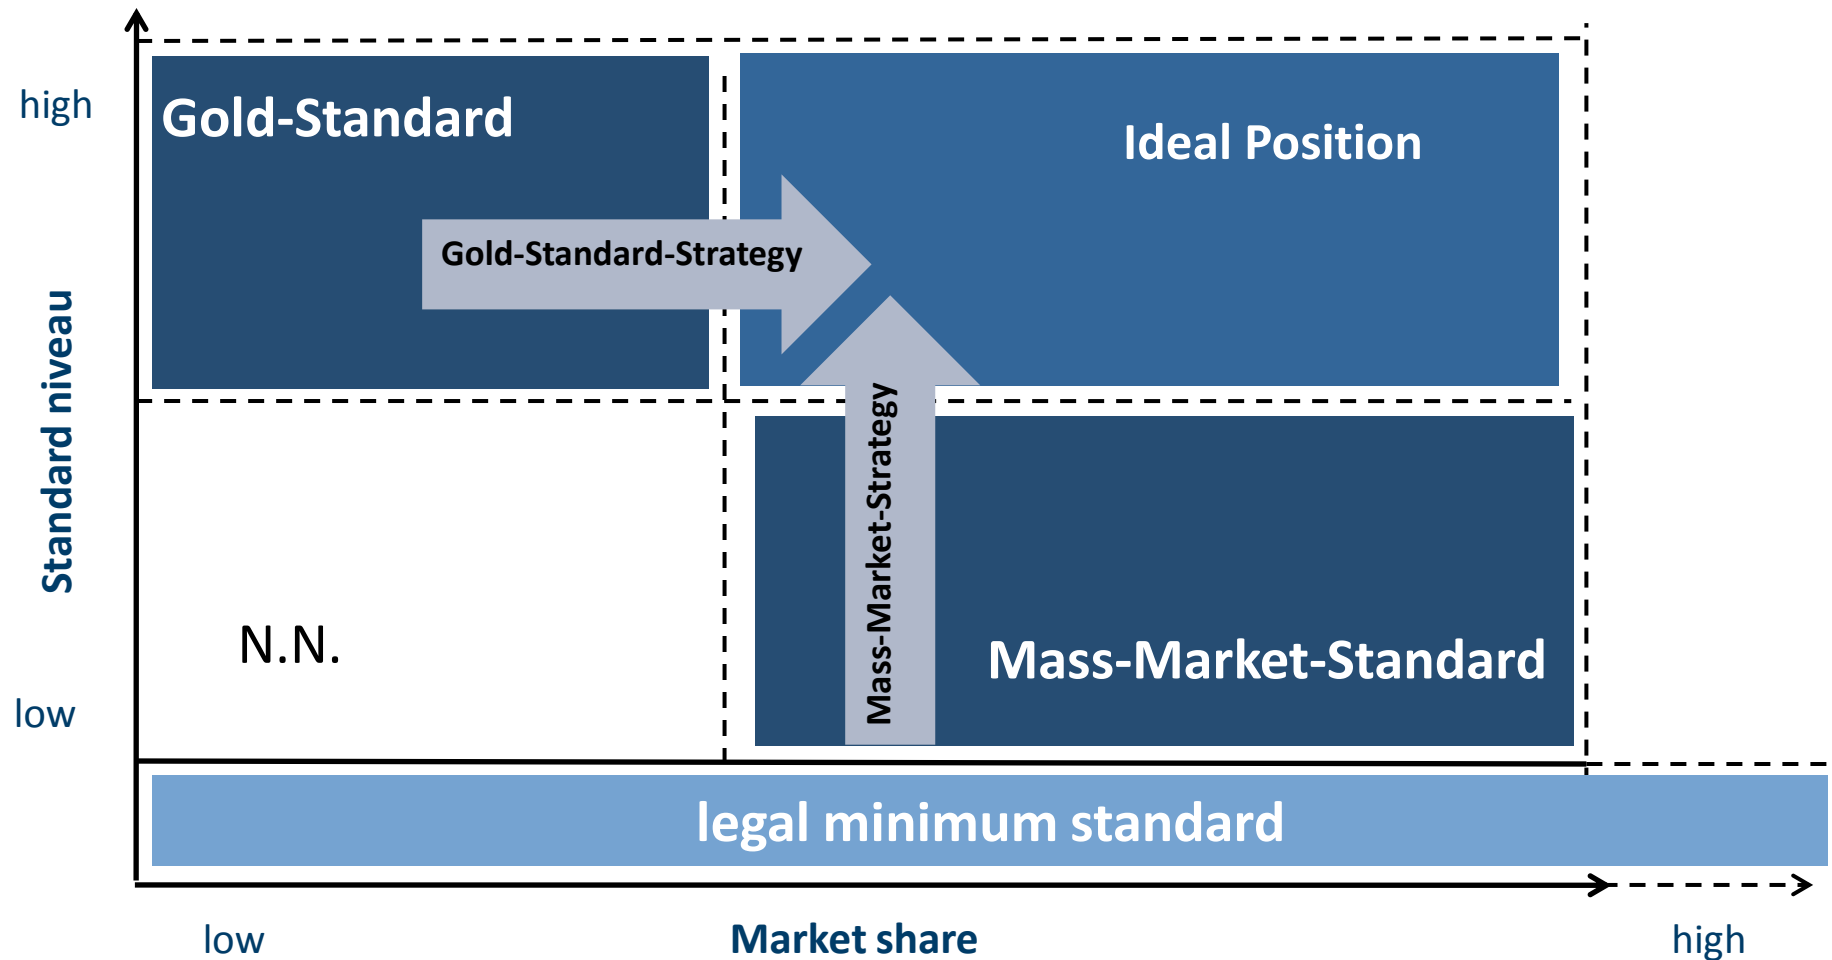 high
Gold-Standard
Ideal Position
Gold-Standard-Strategy
Standard niveau
Mass-Market-Strategy
N.N.
Mass-Market-Standard
low
legal minimum standard
low
Market share
high